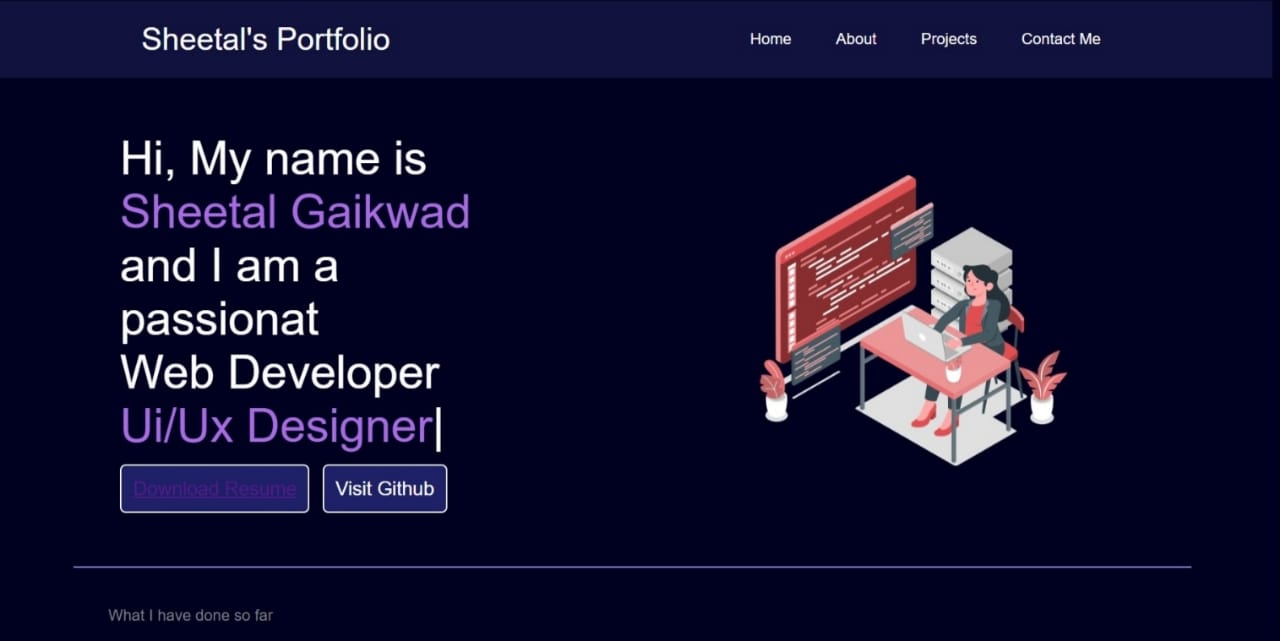 Sheetal's Portfolio
Home About Projects Contact Me
Hi, My name is
Sheetal Gaikwad
and I am a
passionat
Web Developer
Ui/Ux Designer|
Download Resume Visit Github
What I have done so far